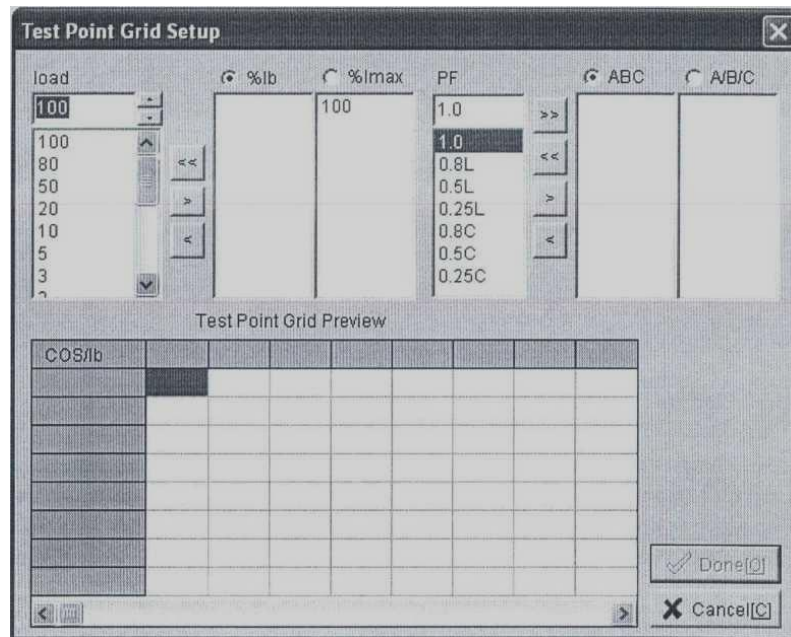 Test Point Grid Setup
load
%Ib
%Imax
PF
ABC
A/B/C
100
100
80
50
20
10
5
3
<<
>
<
100
1.0
1.0
0.8L
0.5L
0.25L
0.8C
0.5C
0.25C
>>
<<
>
<
Test Point Grid Preview
COS/Ib
Done[O]
Cancel[C]